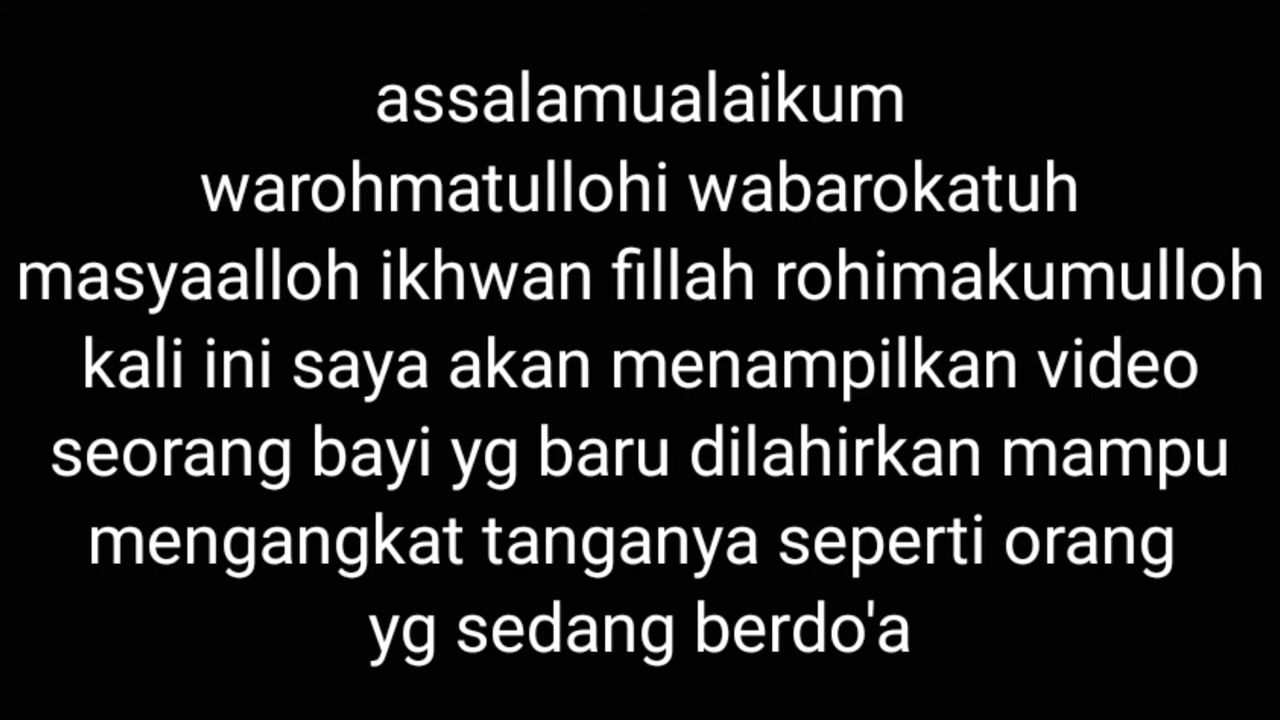 assalamualaikum
warohmatullohi wabarokatuh
masyaalloh ikhwan fillah rohimakumulloh
kali ini saya akan menampilkan video
seorang bayi yg baru dilahirkan mampu
mengangkat tanganya seperti orang
yg sedang berdo'a